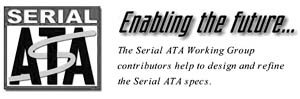 SERIAL
ATA
Enabling the future...
The Serial ATA Working Group
contributors help to design and refine
the Serial ATA specs.